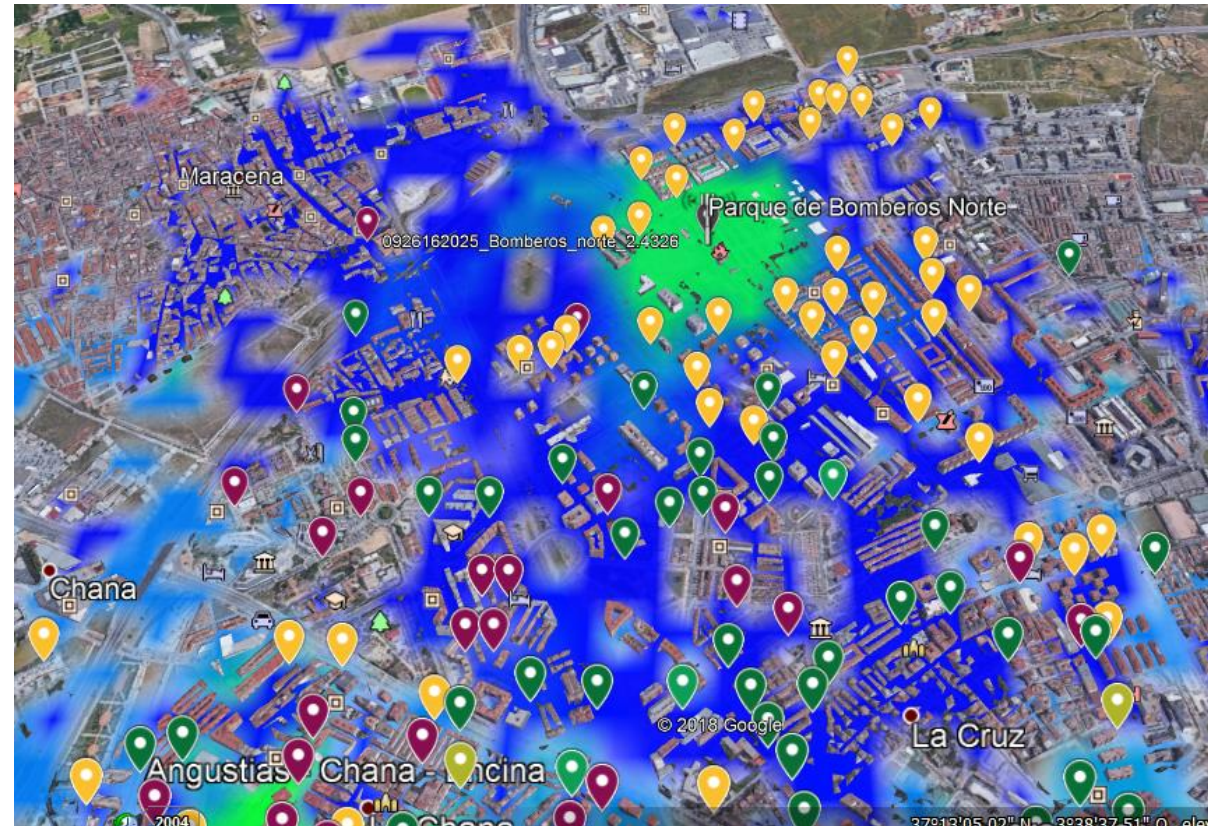 Maracena
Parque de Bomberos Norte
0926162025_Bomberos_norte_2.4326
Chana
© 2018 Google
La Cruz
Angustias - Chana - Encina
2004
37°13'05.02" N
3°38'37.51" O